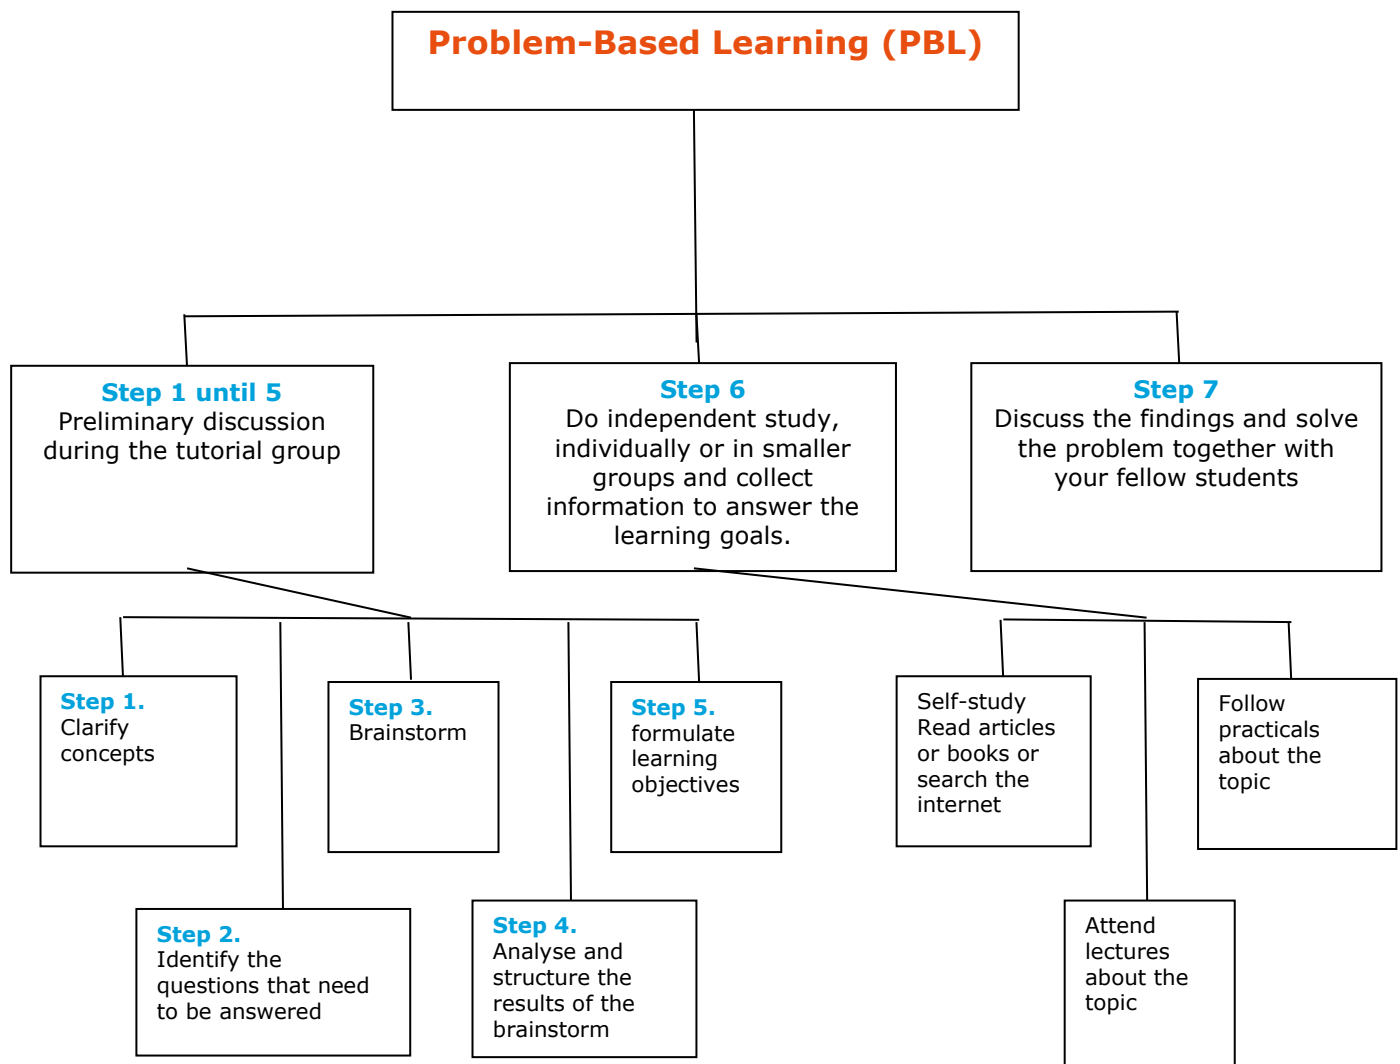 Problem-Based Learning (PBL)
Step 1 until 5
Preliminary discussion
during the tutorial group
Step 6
Do independent study,
individually or in smaller
groups and collect
information to answer the
learning goals.
Step 7
Discuss the findings and solve
the problem together with
your fellow students
Step 1.
Clarify
concepts
Step 2.
Identify the
questions that need
to be answered
Step 3.
Brainstorm
Step 4.
Analyse and
structure the
results of the
brainstorm
Step 5.
formulate
learning
objectives
Self-study
Read articles
or books or
search the
internet
Attend
lectures
about the
topic
Follow
practicals
about the
topic